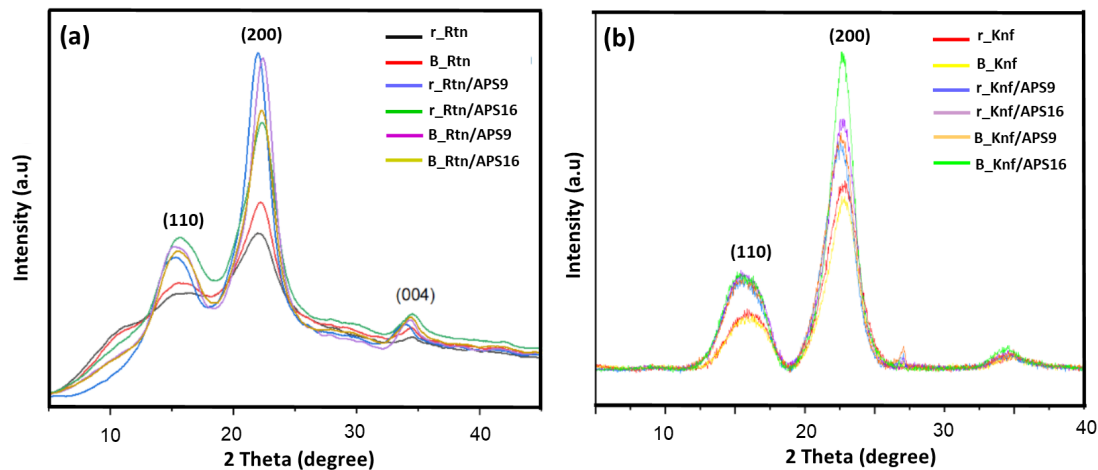 (a)
(200)
(110)
(004)
r_Rtn
B_Rtn
r_Rtn/APS9
r_Rtn/APS16
B_Rtn/APS9
B_Rtn/APS16
Intensity (a.u)
10 20 30 40
2 Theta (degree)
(b)
(200)
(110)
r_Knf
B_Knf
r_Knf/APS9
r_Knf/APS16
B_Knf/APS9
B_Knf/APS16
Intensity (a.u)
10 20 30 40
2 Theta (degree)